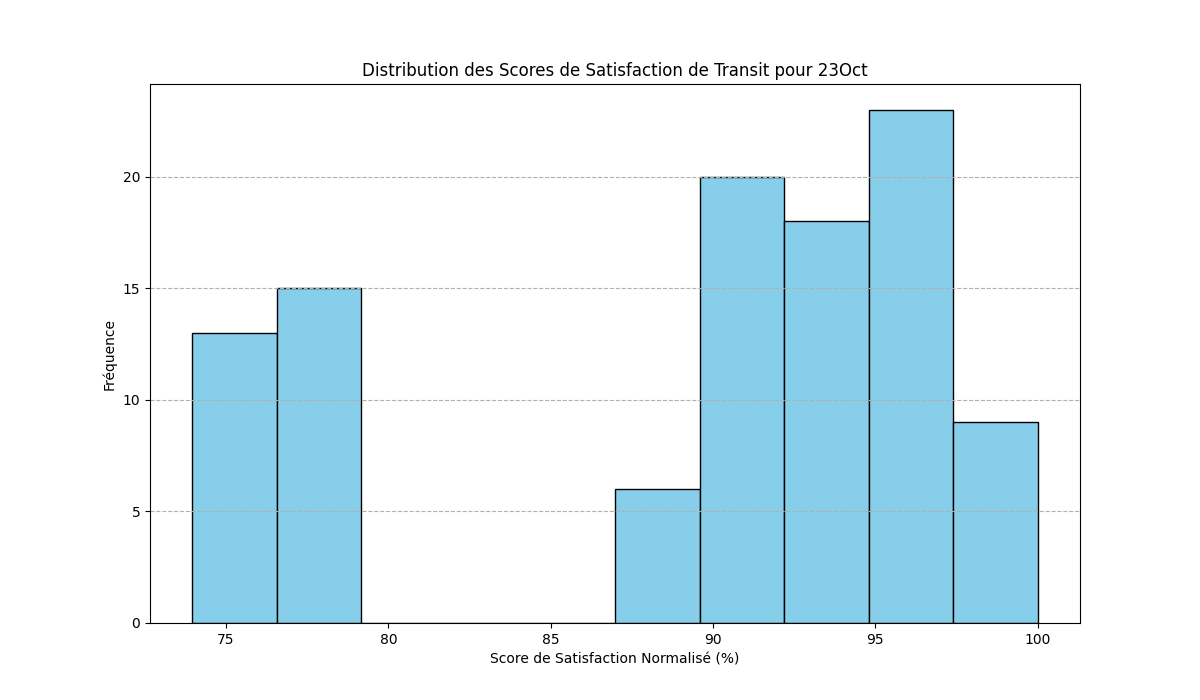 Distribution des Scores de Satisfaction de Transit pour 23Oct
20
15
10
5
0
Fréquence
75 80 85 90 95 100
Score de Satisfaction Normalisé (%)